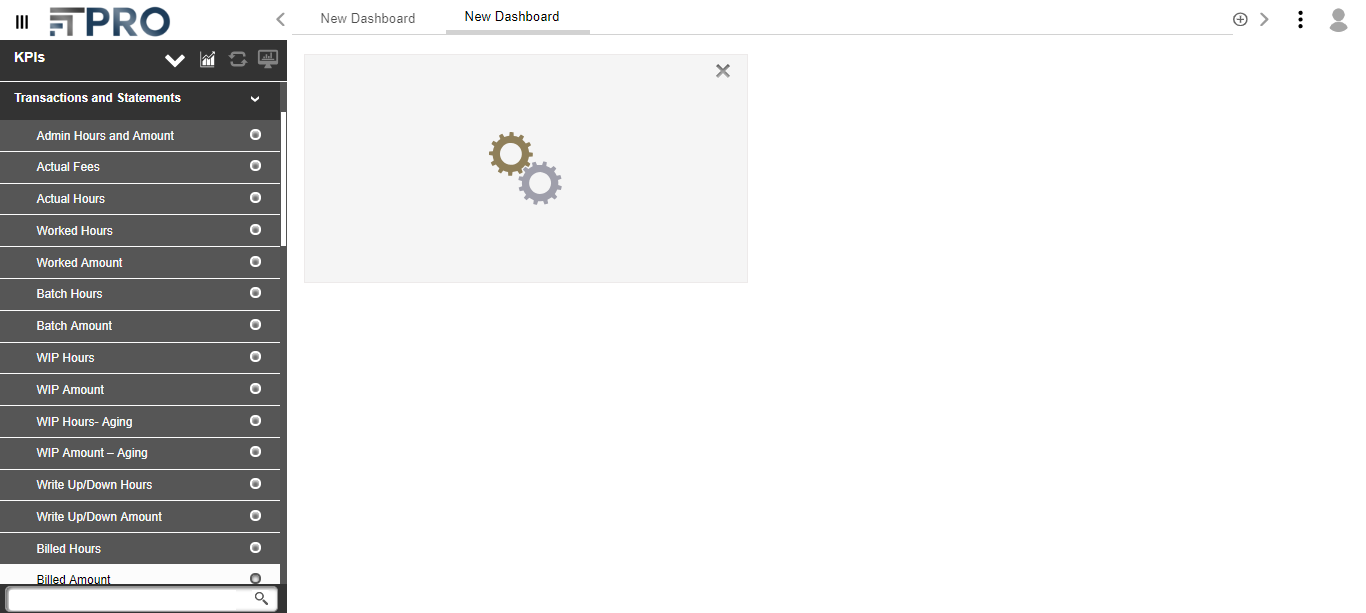 FTPRO
New Dashboard
New Dashboard
KPIs
Transactions and Statements
Admin Hours and Amount
Actual Fees
Actual Hours
Worked Hours
Worked Amount
Batch Hours
Batch Amount
WIP Hours
WIP Amount
WIP Hours- Aging
WIP Amount – Aging
Write Up/Down Hours
Write Up/Down Amount
Billed Hours
Billed Amount